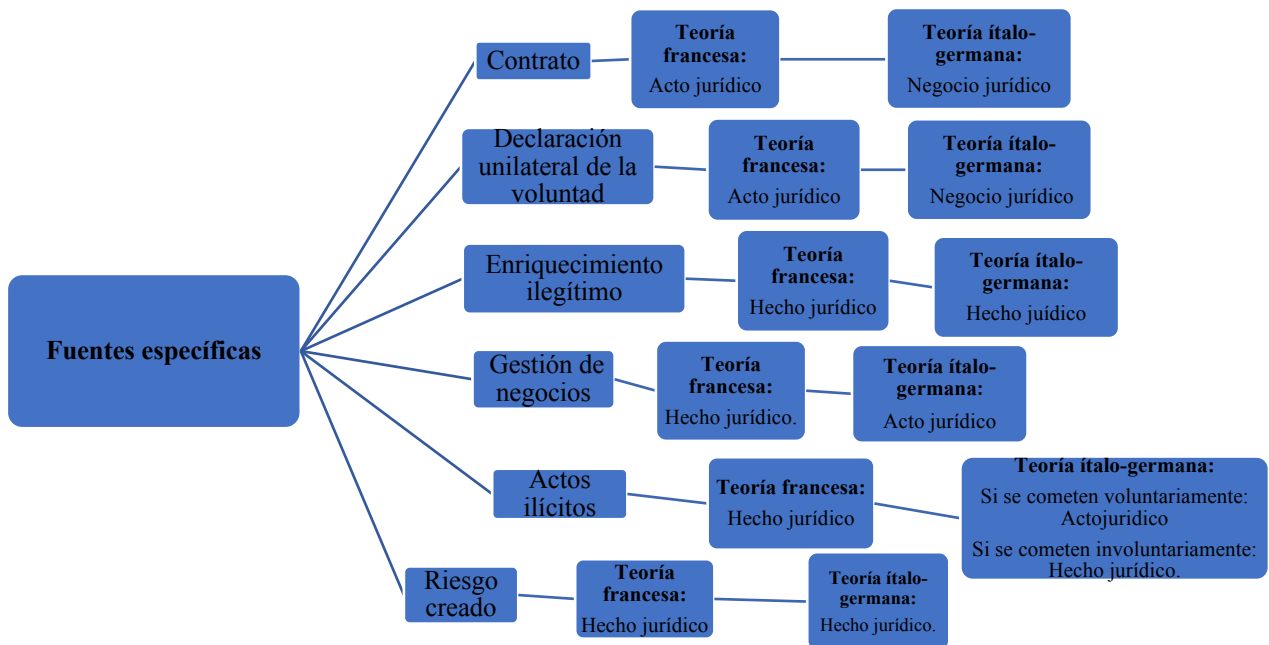 Fuentes específicas
Contrato
Teoría
francesa:
Acto jurídico
Teoría ítalo-
germana:
Negocio jurídico
Declaración
unilateral de la
voluntad
Teoría
francesa:
Acto jurídico
Teoría ítalo-
germana:
Negocio jurídico
Enriquecimiento
ilegítimo
Teoría
francesa:
Hecho jurídico
Teoría ítalo-
germana:
Hecho juídico
Gestión de
negocios
Teoría
francesa:
Hecho jurídico.
Teoría ítalo-
germana:
Acto jurídico
Actos
ilícitos
Teoría francesa:
Hecho jurídico
Teoría ítalo-germana:
Si se cometen voluntariamente:
Actojuridico
Si se cometen involuntariamente:
Hecho jurídico.
Riesgo
creado
Teoría
francesa:
Hecho jurídico
Teoría ítalo-
germana:
Hecho jurídico.